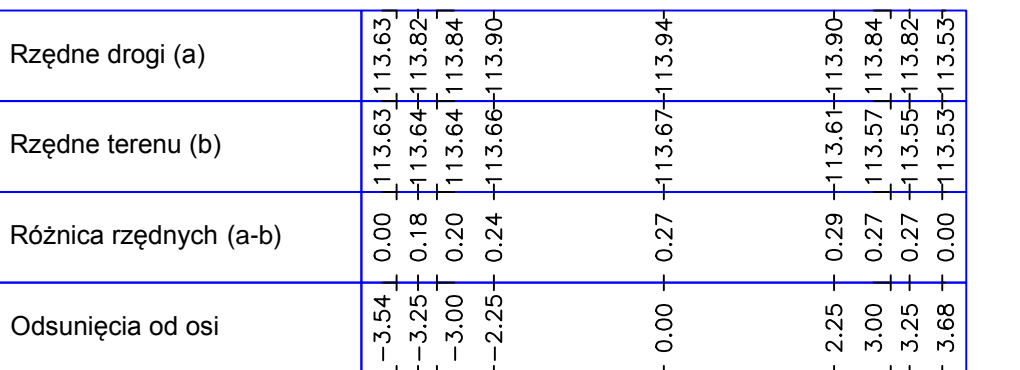 Rzędne drogi (a) 113.63 113.82 113.84 113.90 113.94 113.90 113.84 113.82 113.53
Rzędne terenu (b) 113.63 113.64 113.64 113.66 113.67 113.61 113.57 113.55 113.53
Różnica rzędnych (a-b) 0.00 0.18 0.20 0.24 0.27 0.29 0.27 0.27 0.00
Odsunięcia od osi -3.54 -3.25 -3.00 -2.25 0.00 2.25 3.00 3.25 3.68